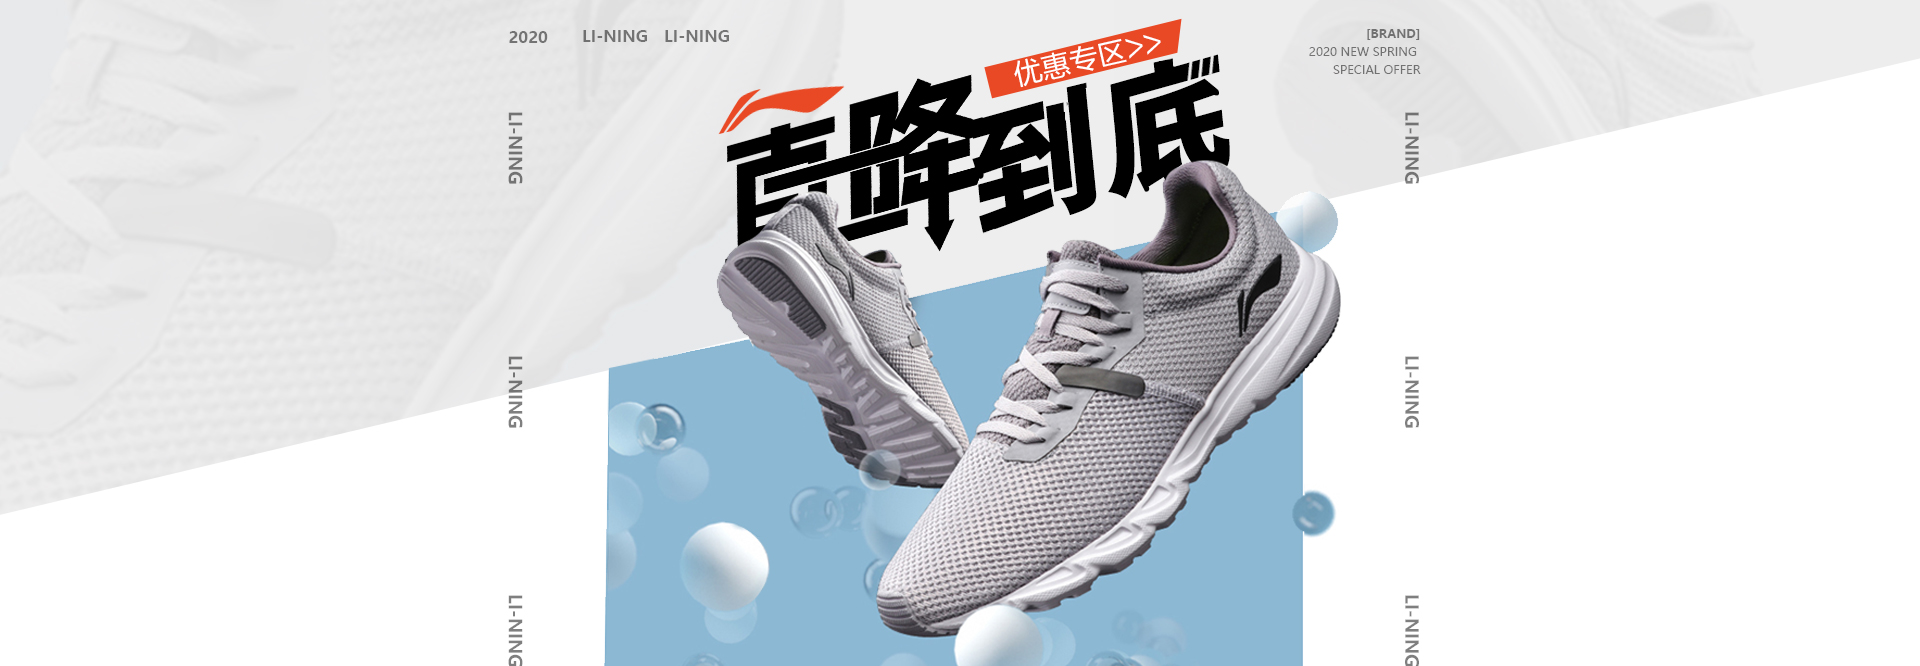 2020 LI-NING LI-NING
[BRAND]
2020 NEW SPRING
SPECIAL OFFER
优惠专区>>
直降到底
LI-NING
LI-NING
LI-NING
LI-NING
LI-NING
LI-NING